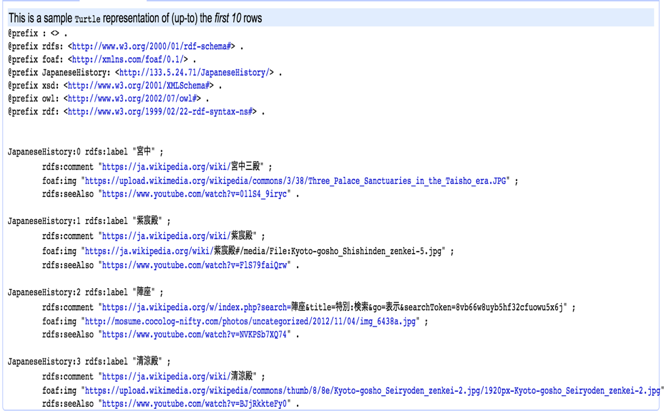 This is a sample Turtle representation of (up-to) the first 10 rows
@prefix : <> .
@prefix rdfs: <http://www.w3.org/2000/01/rdf-schema#> .
@prefix foaf: <http://xmlns.com/foaf/0.1/> .
@prefix JapaneseHistory: <http://133.5.24.71/JapaneseHistory/> .
@prefix xsd: <http://www.w3.org/2001/XMLSchema#> .
@prefix owl: <http://www.w3.org/2002/07/owl#> .
@prefix rdf: <http://www.w3.org/1999/02/22-rdf-syntax-ns#> .
JapaneseHistory:0 rdfs:label "宮中" ;
rdfs:comment "https://ja.wikipedia.org/wiki/宮中三殿" ;
foaf:img "https://upload.wikimedia.org/wikipedia/commons/3/38/Three_Palace_Sanctuaries_in_the_Taisho_era.JPG" ;
rdfs:seeAlso "https://www.youtube.com/watch?v=011S4_9iryc" .
JapaneseHistory:1 rdfs:label "紫宸殿" ;
rdfs:comment "https://ja.wikipedia.org/wiki/紫宸殿" ;
foaf:img "https://ja.wikipedia.org/wiki/紫宸殿#/media/File:Kyoto-gosho_Shishinden_zenkei-5.jpg" ;
rdfs:seeAlso "https://www.youtube.com/watch?v=FlS79faiQrw" .
JapaneseHistory:2 rdfs:label "陣座" ;
rdfs:comment "https://ja.wikipedia.org/w/index.php?search=陣座&title=特別:検索&go=表示&searchToken=8vb66w8uyb5hf32cfuowu5x6j" ;
foaf:img "http://mosume.cocolog-nifty.com/photos/uncategorized/2012/11/04/img_6438a.jpg" ;
rdfs:seeAlso "https://www.youtube.com/watch?v=NVKPSb7XQ74" .
JapaneseHistory:3 rdfs:label "清涼殿" ;
rdfs:comment "https://ja.wikipedia.org/wiki/清涼殿" ;
foaf:img "https://upload.wikimedia.org/wikipedia/commons/thumb/8/8e/Kyoto-gosho_Seiryoden_zenkei-2.jpg/1920px-Kyoto-gosho_Seiryoden_zenkei-2.jpg"
rdfs:seeAlso "https://www.youtube.com/watch?v=BJjRkkteFy0" .